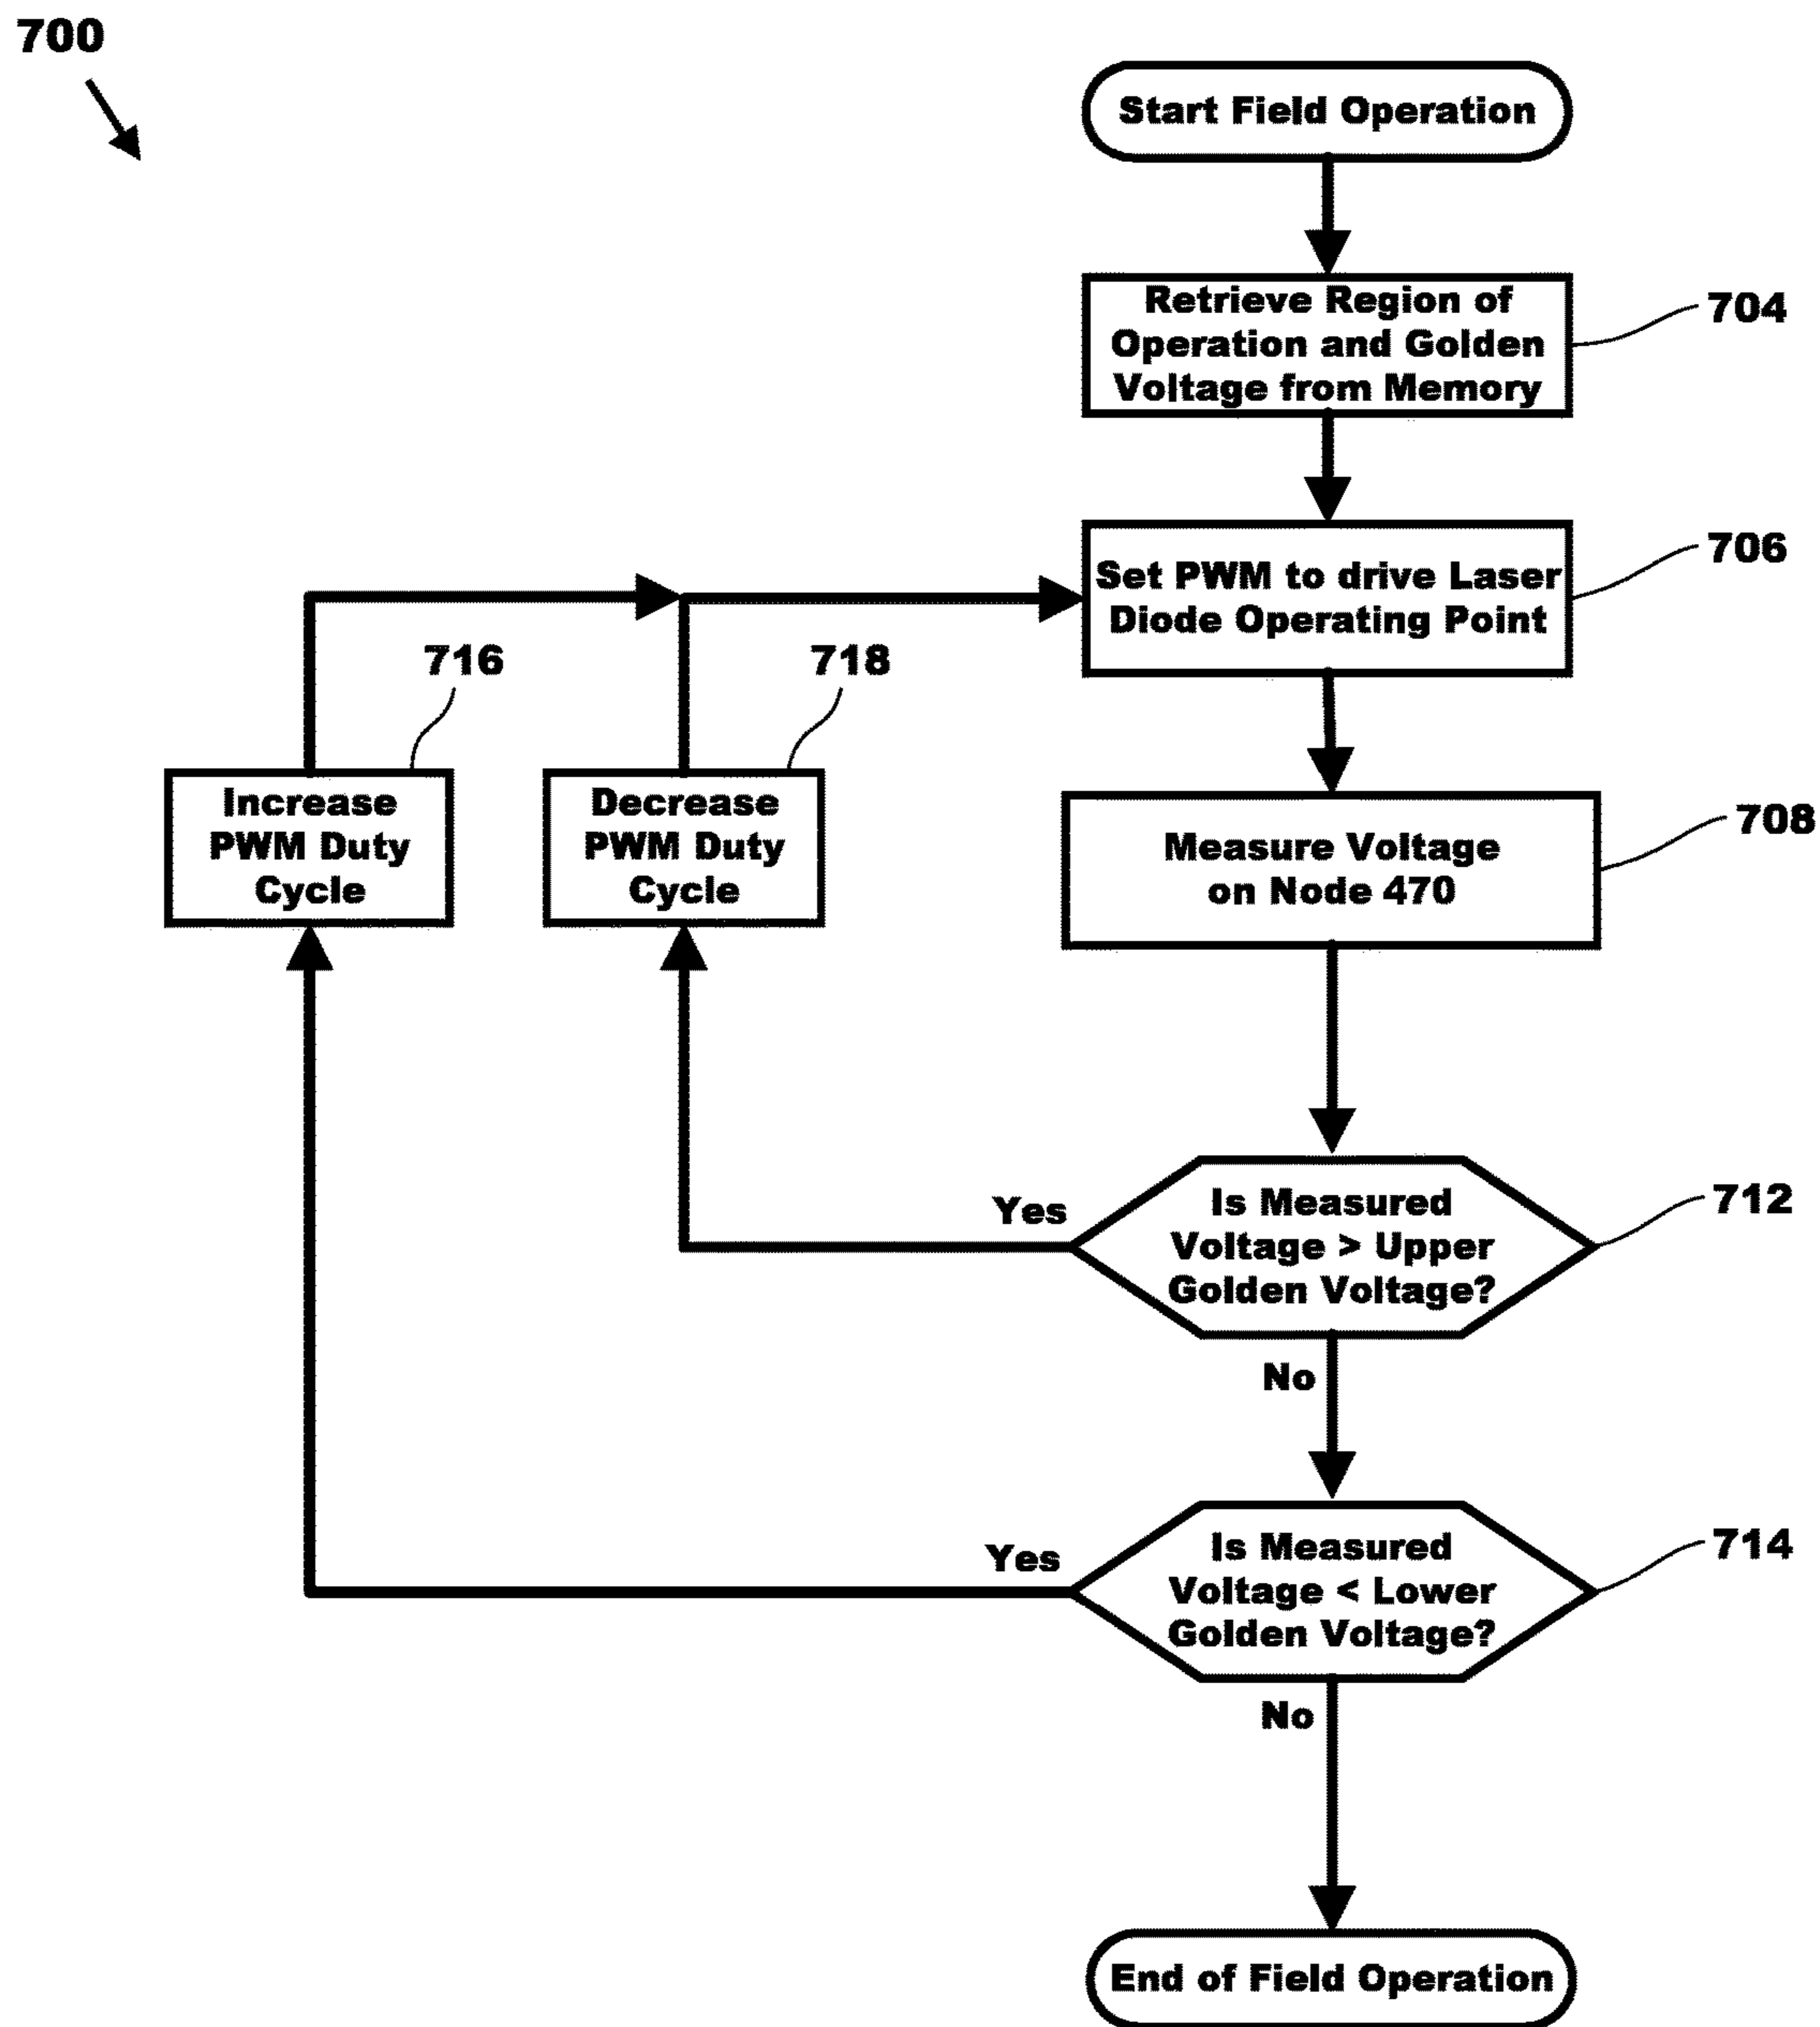 700
Start Field Operation
Retrieve Region of
Operation and Golden
Voltage from Memory
704
Set PWM to drive Laser
Diode Operating Point
706
716
718
Increase
PWM Duty
Cycle
Decrease
PWM Duty
Cycle
Measure Voltage
on Node 470
708
Yes
Is Measured
Voltage > Upper
Golden Voltage?
712
No
Yes
Is Measured
Voltage < Lower
Golden Voltage?
714
No
End of Field Operation